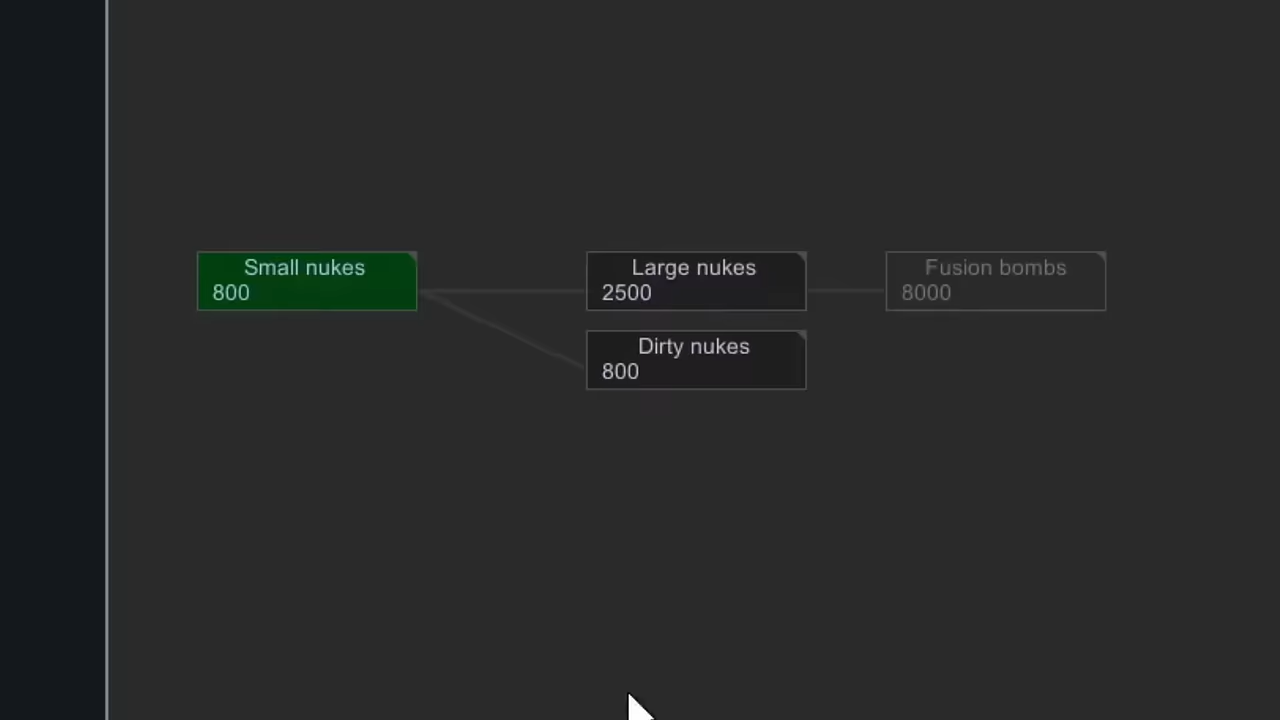 Small nukes
800
Large nukes
2500
Fusion bombs
8000
Dirty nukes
800